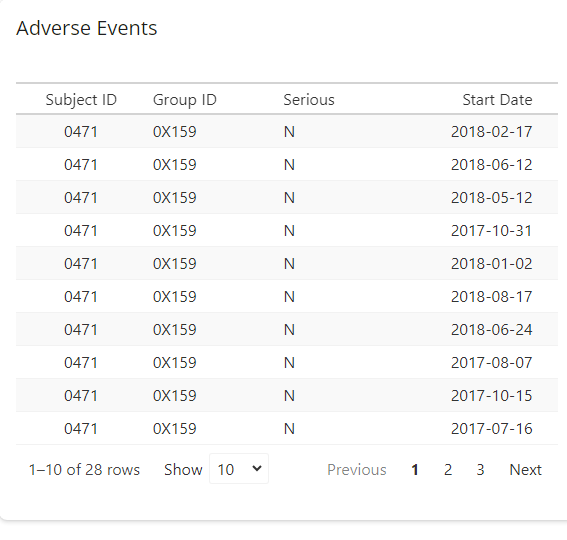 Adverse Events
Subject ID Group ID Serious Start Date
0471 0X159 N 2018-02-17
0471 0X159 N 2018-06-12
0471 0X159 N 2018-05-12
0471 0X159 N 2017-10-31
0471 0X159 N 2018-01-02
0471 0X159 N 2018-08-17
0471 0X159 N 2018-06-24
0471 0X159 N 2017-08-07
0471 0X159 N 2017-10-15
0471 0X159 N 2017-07-16
1–10 of 28 rows Show 10 Previous 1 2 3 Next